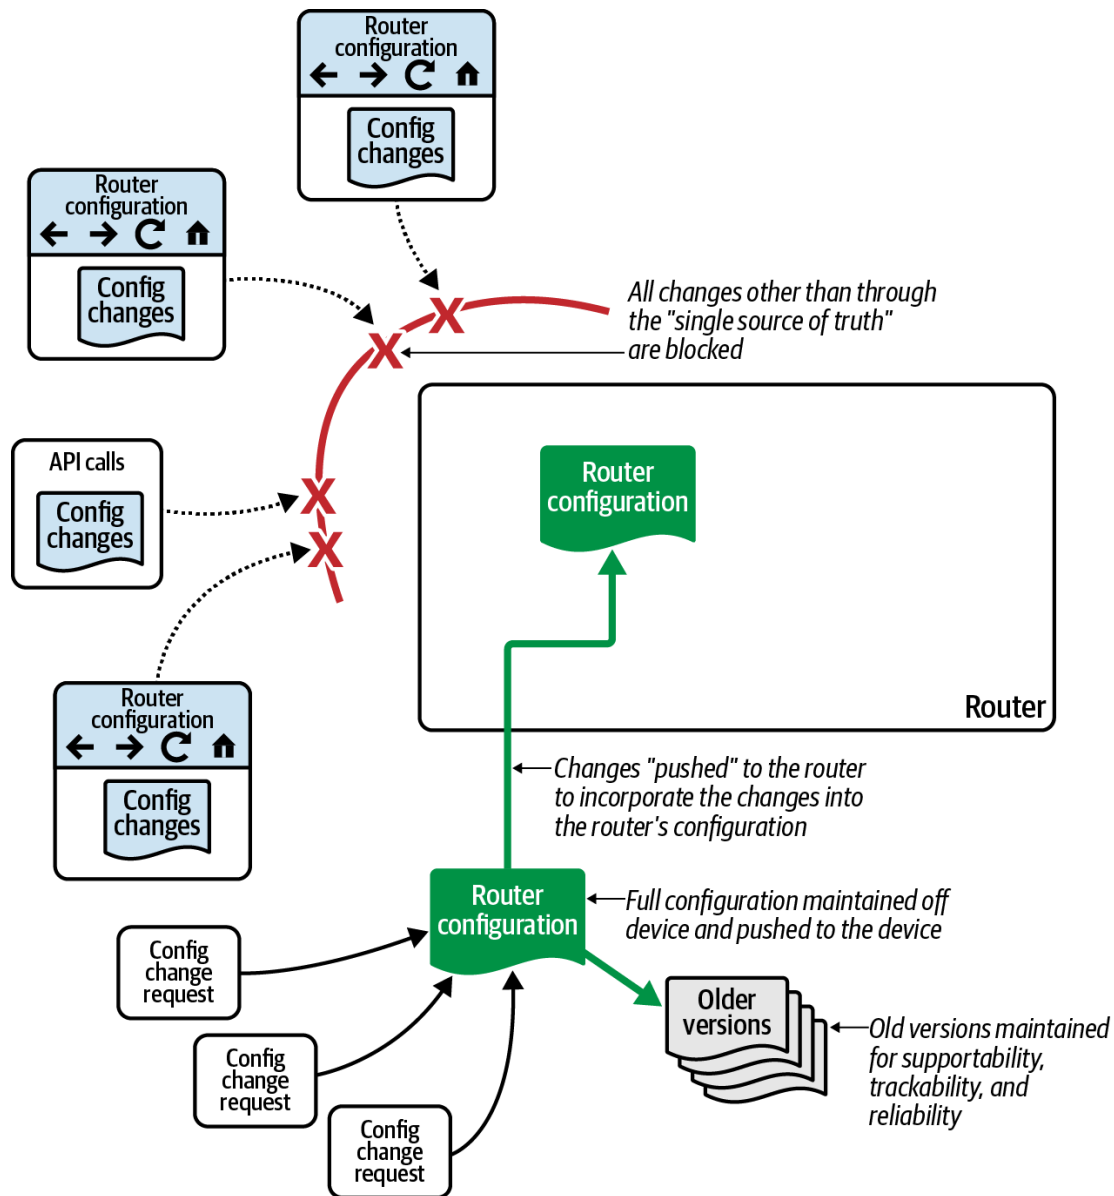 Router
configuration
Config
changes
Router
configuration
Config
changes
All changes other than through
the "single source of truth"
are blocked
X
X
API calls
Config
changes
X
X
Router
configuration
Router
Router
configuration
Config
changes
Changes "pushed" to the router
to incorporate the changes into
the router's configuration
Router
configuration
Full configuration maintained off
device and pushed to the device
Config
change
request
Older
versions
Old versions maintained
for supportability,
trackability, and
reliability
Config
change
request
Config
change
request